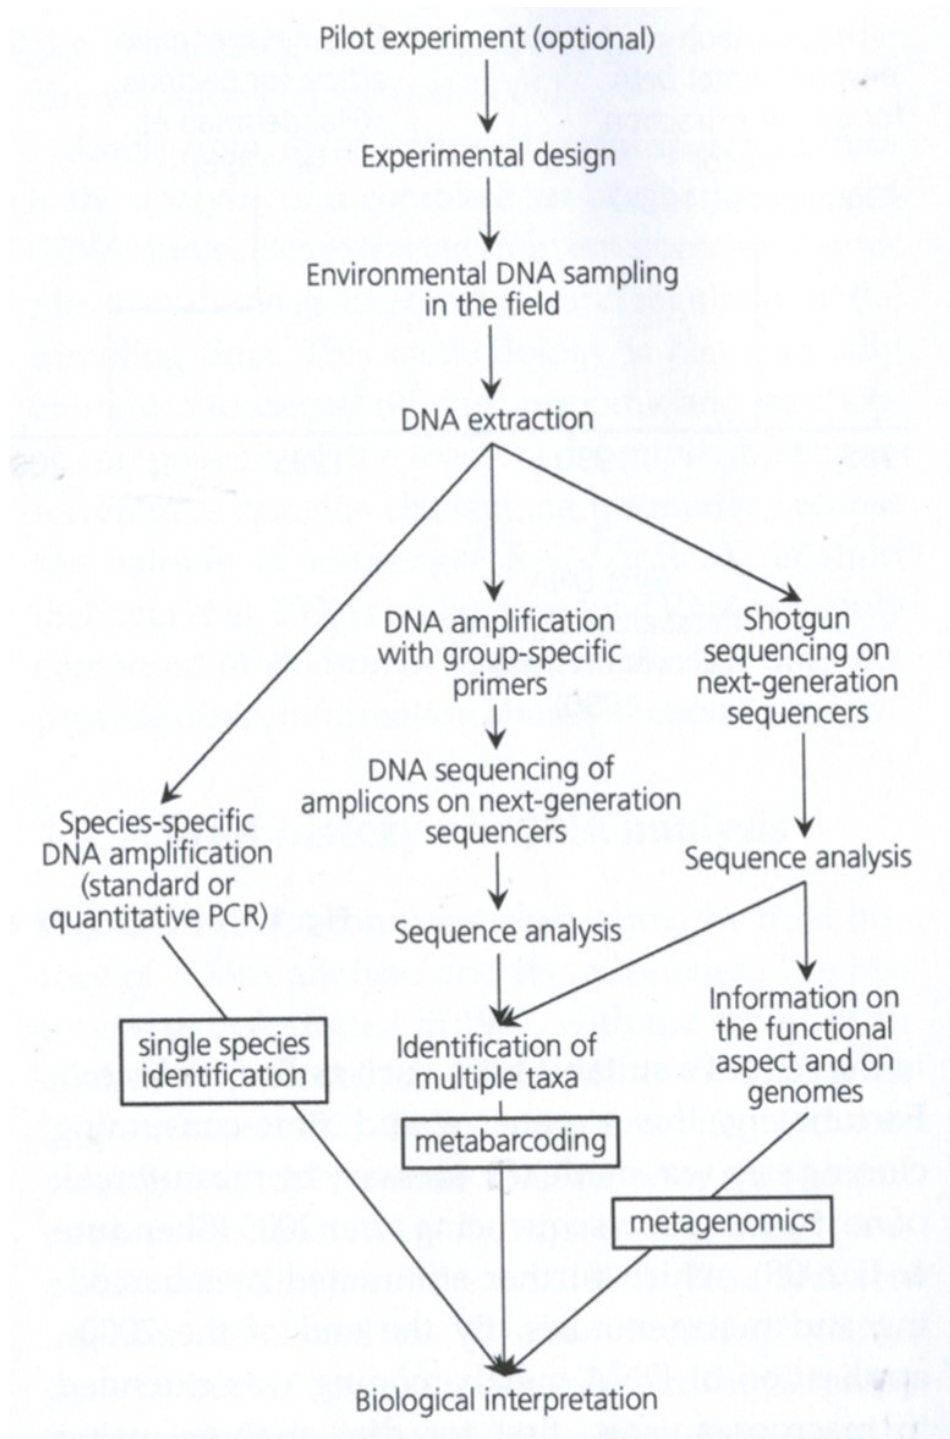 Pilot experiment (optional)
Experimental design
Environmental DNA sampling
in the field
DNA extraction
Species-specific
DNA amplification
(standard or
quantitative PCR)
single species
identification
DNA amplification
with group-specific
primers
DNA sequencing of
amplicons on next-generation
sequencers
Sequence analysis
Identification of
multiple taxa
metabarcoding
Shotgun
sequencing on
next-generation
sequencers
Sequence analysis
Information on
the functional
aspect and on
genomes
metagenomics
Biological interpretation